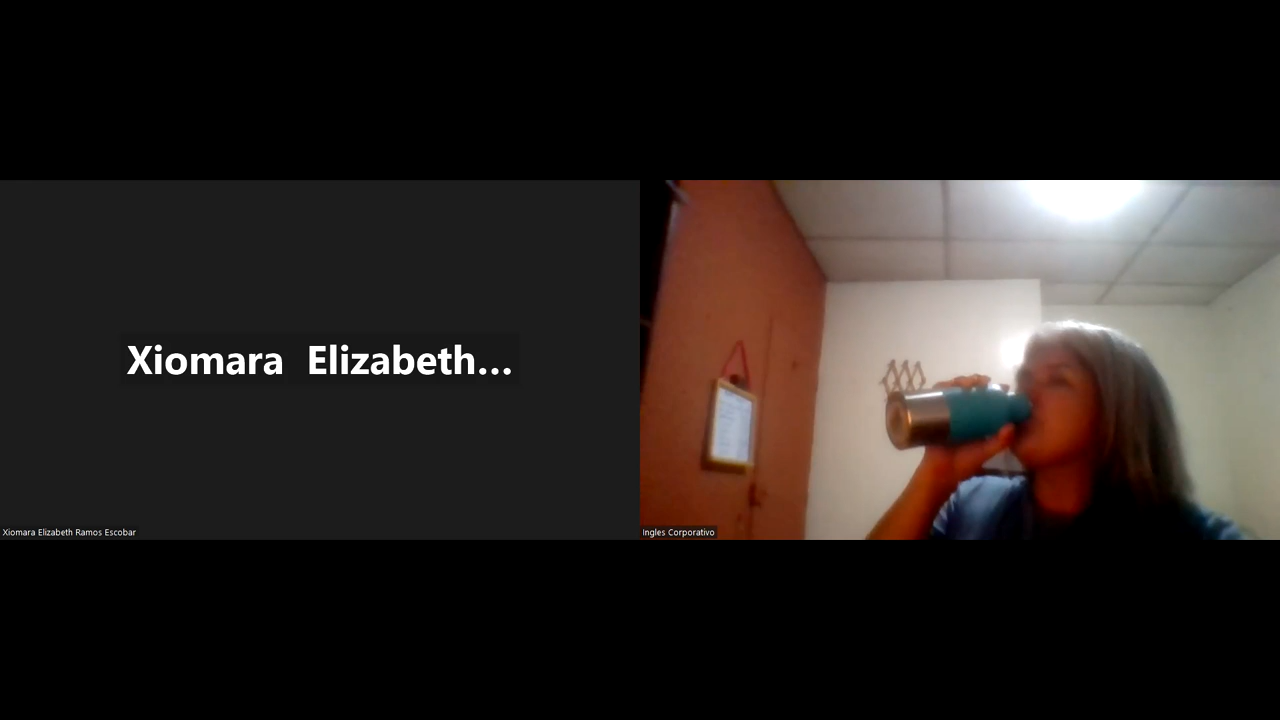 Xiomara  Elizabeth...
Xiomara Elizabeth Ramos Escobar
Ingles Corporativo